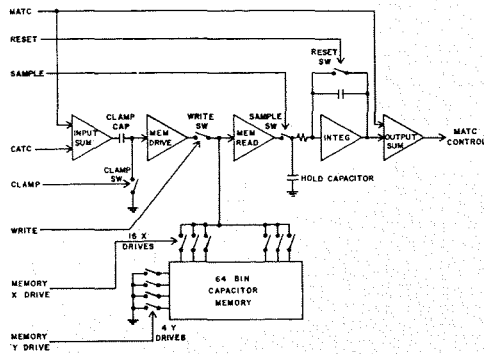 MATC
RESET
RESET
SW
SAMPLE
CLAMP
CAP
WRITE
SW
SAMPLE
SW
INPUT
SUM
MEM
DRIVE
MEM
READ
INTEG
OUTPUT
SUM
MATC
CONTROL
CATC
CLAMP
SW
HOLD CAPACITOR
CLAMP
WRITE
16 X
DRIVES
MEMORY
X DRIVE
64 BIN
CAPACITOR
MEMORY
MEMORY
Y DRIVE
4 Y
DRIVES